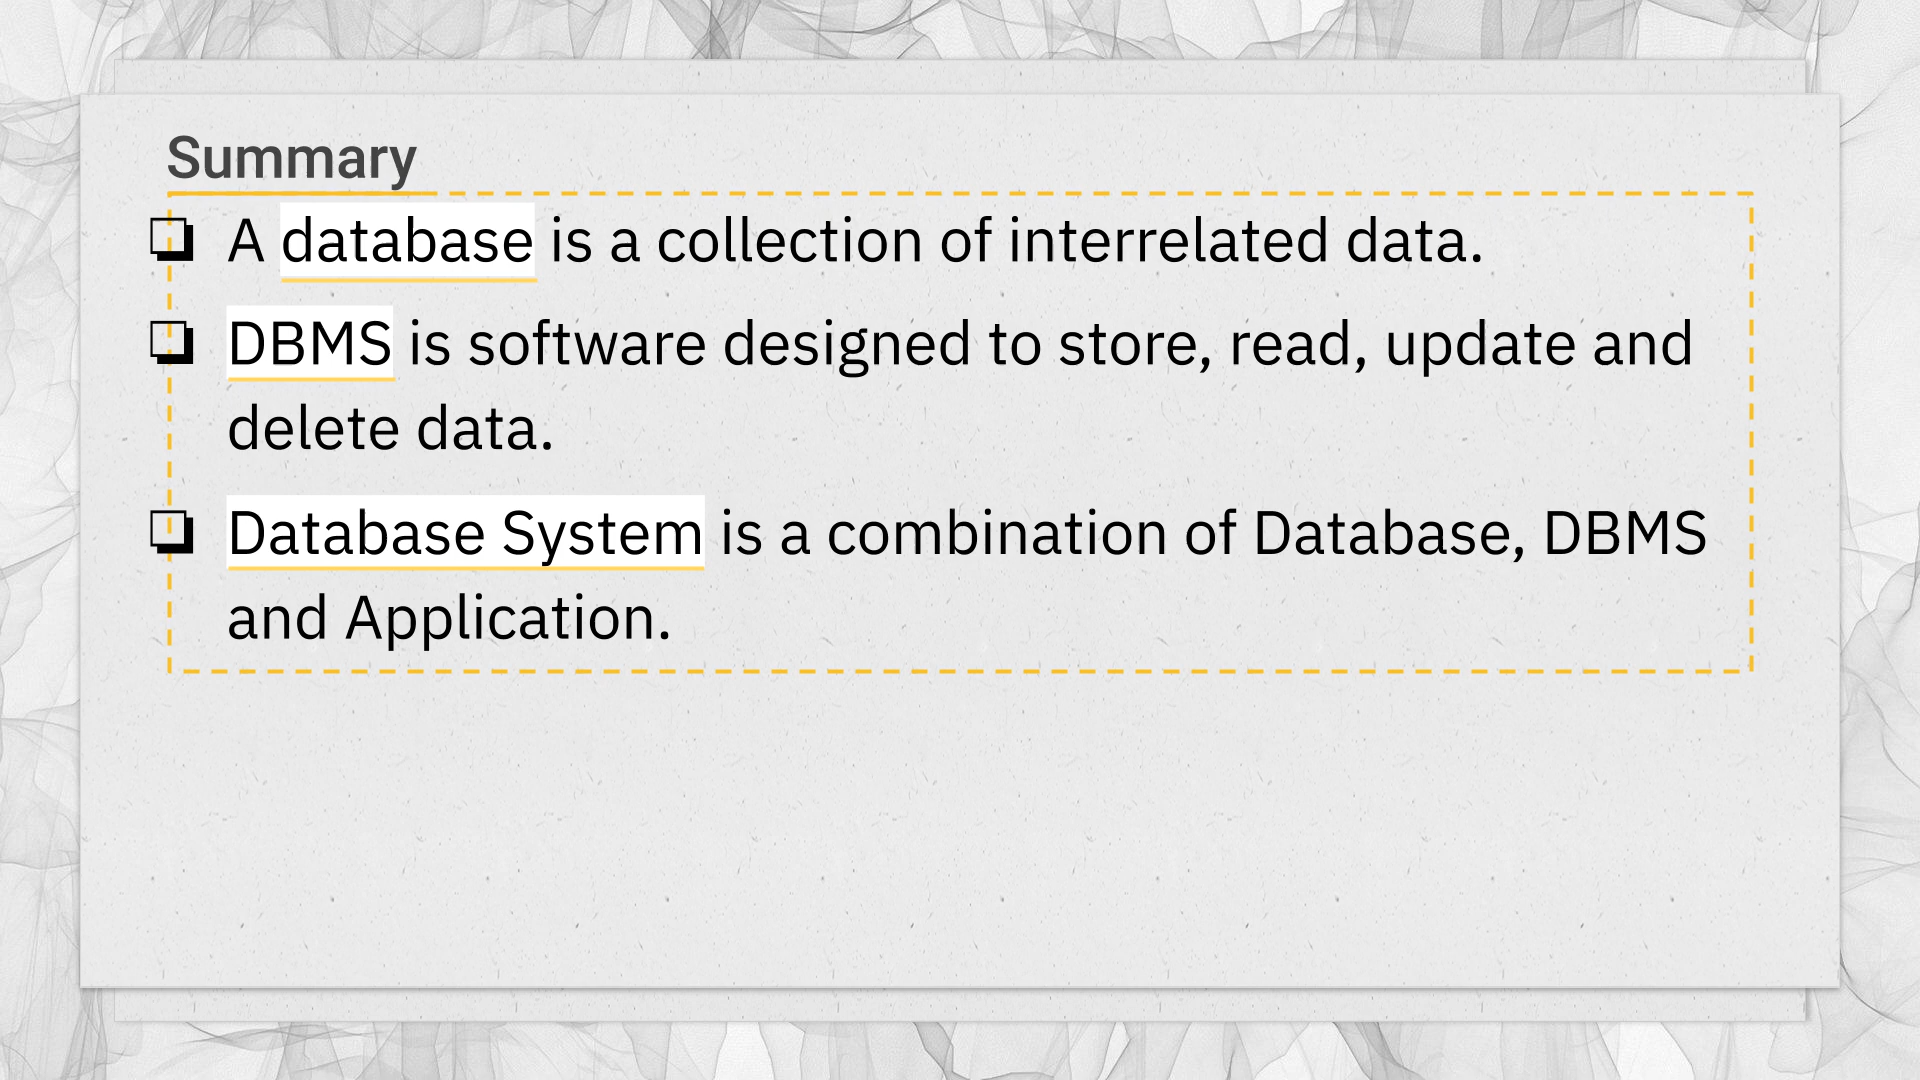 Summary
❑ A database is a collection of interrelated data.
❑ DBMS is software designed to store, read, update and
delete data.
❑ Database System is a combination of Database, DBMS
and Application.